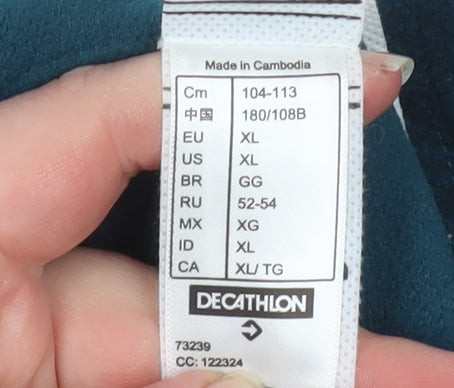 Made in Cambodia
Cm 104-113
中国 180/108B
EU XL
US XL
BR GG
RU 52-54
MX XG
ID XL
CA XL/ TG
DECATHLON
73239
CC: 122324